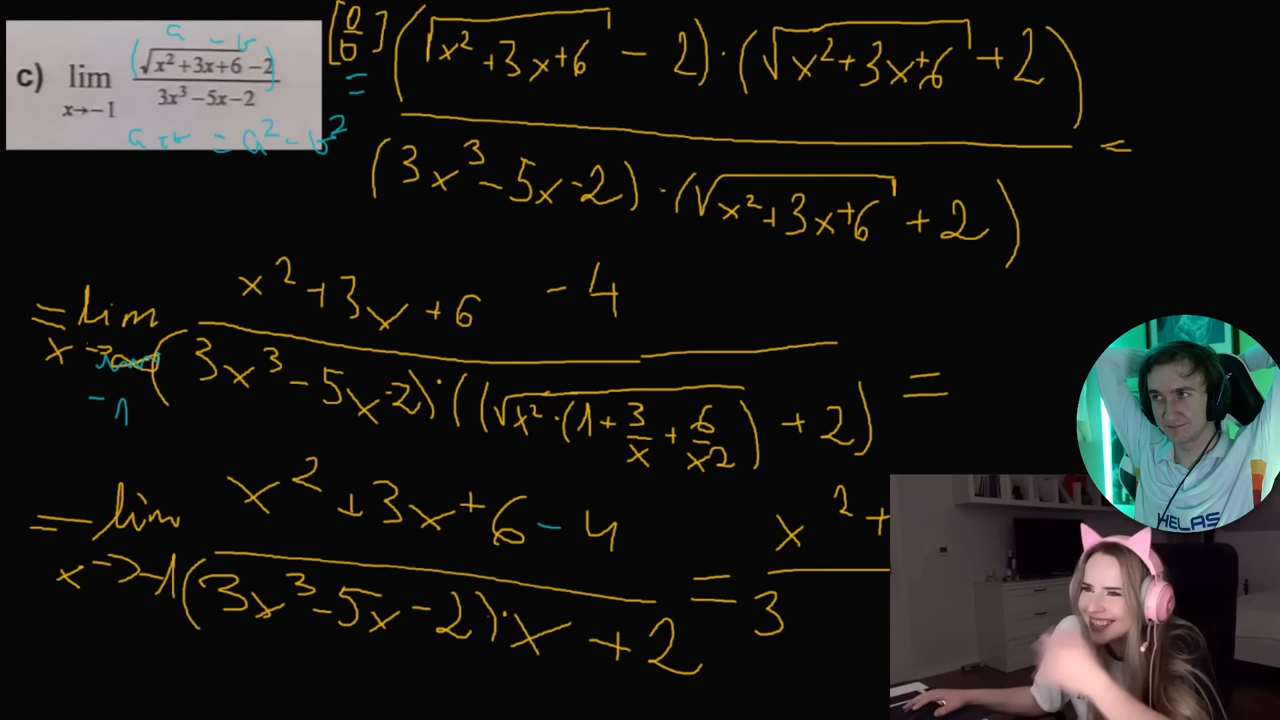 c) lim x→-1 (√x²+3x+6 -2) / 3x³-5x-2
a - b
a+b = a² - b²
[0/0] = (√x²+3x+6 - 2)·(√x²+3x+6 + 2) / (3x³-5x-2)·(√x²+3x+6 + 2) =
= lim x→ -1 x²+3x+6 -4 / (3x³-5x-2)·((√x²·(1+3/x+6/x²) + 2) =
= lim x→-1 x²+3x+6-4 / (3x³-5x-2)·x+2 = x²+ / 3
HELAS